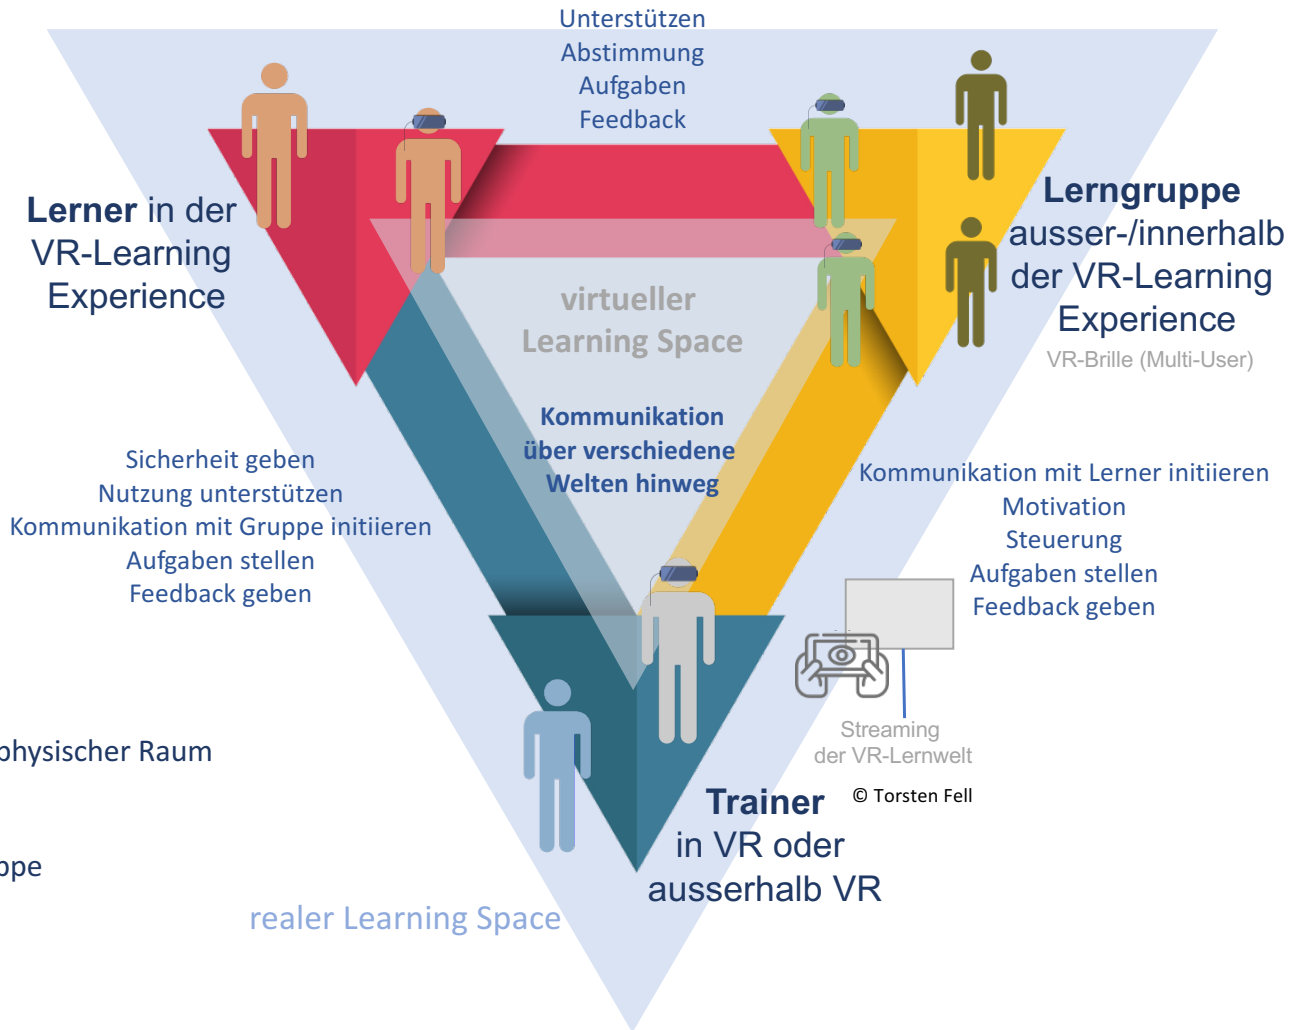 Unterstützen
Abstimmung
Aufgaben
Feedback
Lerner in der
VR-Learning
Experience
Lerngruppe
ausser-/innerhalb
der VR-Learning
Experience
VR-Brille (Multi-User)
virtueller
Learning Space
Kommunikation
über verschiedene
Welten hinweg
Sicherheit geben
Nutzung unterstützen
Kommunikation mit Gruppe initiieren
Aufgaben stellen
Feedback geben
Kommunikation mit Lerner initiieren
Motivation
Steuerung
Aufgaben stellen
Feedback geben
Streaming
der VR-Lernwelt
© Torsten Fell
physischer Raum
ppe
Trainer
in VR oder
ausserhalb VR
realer Learning Space